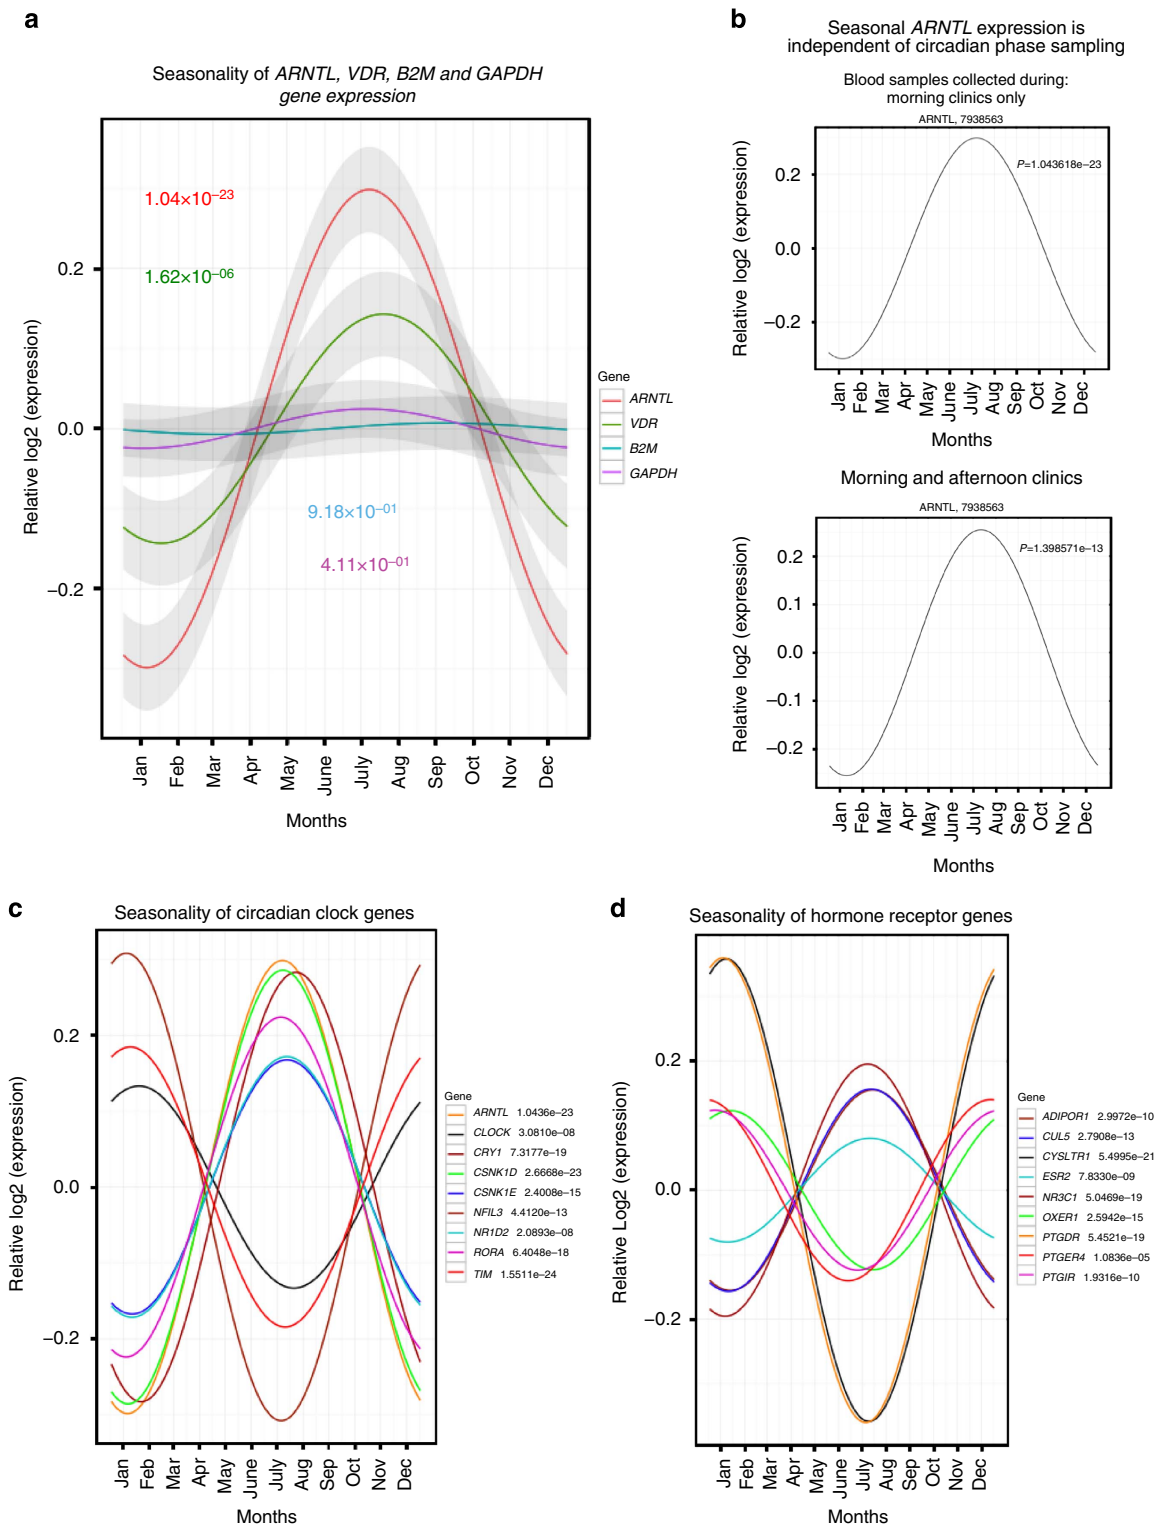 a
Seasonality of ARNTL, VDR, B2M and GAPDH
gene expression
1.04×10–23
1.62×10–06
9.18×10–01
4.11×10–01
0.2
0.0
–0.2
Relative log2 (expression)
Jan
Feb
Mar
Apr
May
June
July
Aug
Sep
Oct
Nov
Dec
Months
Gene
ARNTL
VDR
B2M
GAPDH
b
Seasonal ARNTL expression is
independent of circadian phase sampling
Blood samples collected during:
morning clinics only
ARNTL, 7938563
P=1.043618e–23
0.2
0.0
–0.2
Relative log2 (expression)
Jan
Feb
Mar
Apr
May
June
July
Aug
Sep
Oct
Nov
Dec
Months
Morning and afternoon clinics
ARNTL, 7938563
P=1.398571e–13
0.2
0.1
0.0
–0.1
–0.2
Relative log2 (expression)
Jan
Feb
Mar
Apr
May
June
July
Aug
Sep
Oct
Nov
Dec
Months
c
Seasonality of circadian clock genes
0.2
0.0
–0.2
Relative log2 (expression)
Jan
Feb
Mar
Apr
May
June
July
Aug
Sep
Oct
Nov
Dec
Months
Gene
ARNTL 1.0436e–23
CLOCK 3.0810e–08
CRY1 7.3177e–19
CSNK1D 2.6668e–23
CSNK1E 2.4008e–15
NFIL3 4.4120e–13
NR1D2 2.0893e–08
RORA 6.4048e–18
TIM 1.5511e–24
d
Seasonality of hormone receptor genes
0.2
0.0
–0.2
Relative Log2 (expression)
Jan
Feb
Mar
Apr
May
June
July
Aug
Sep
Oct
Nov
Dec
Months
Gene
ADIPOR1 2.9972e–10
CUL5 2.7908e–13
CYSLTR1 5.4995e–21
ESR2 7.8330e–09
NR3C1 5.0469e–19
OXER1 2.5942e–15
PTGDR 5.4521e–19
PTGER4 1.0836e–05
PTGIR 1.9316e–10